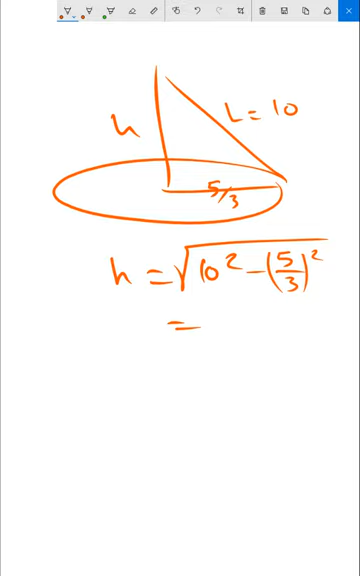 L = 10
h
5/3
h = √(10² - (5/3)²)
=